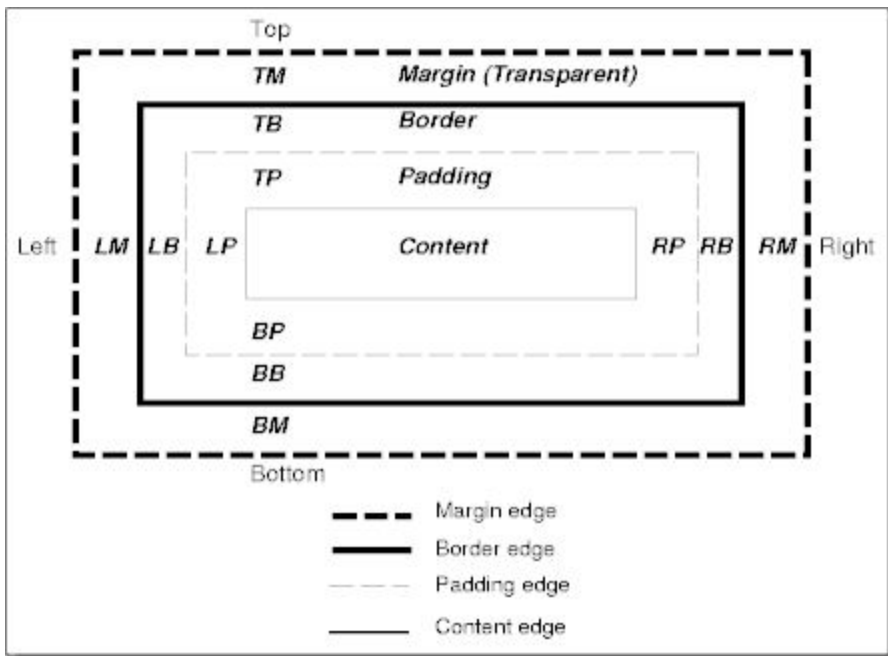 Top
TM Margin (Transparent)
TB Border
TP Padding
Left LM LB LP Content RP RB RM Right
BP
BB
BM
Bottom
Margin edge
Border edge
Padding edge
Content edge